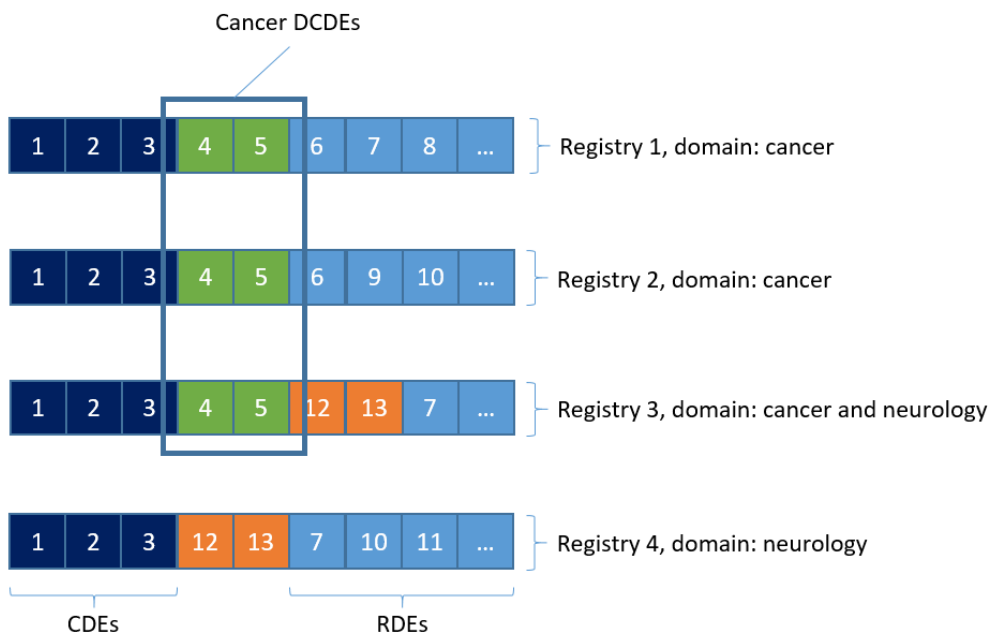 Cancer DCDEs
1 2 3 4 5 6 7 8 ... Registry 1, domain: cancer
1 2 3 4 5 6 9 10 ... Registry 2, domain: cancer
1 2 3 4 5 12 13 7 ... Registry 3, domain: cancer and neurology
1 2 3 12 13 7 10 11 ... Registry 4, domain: neurology
CDEs RDEs